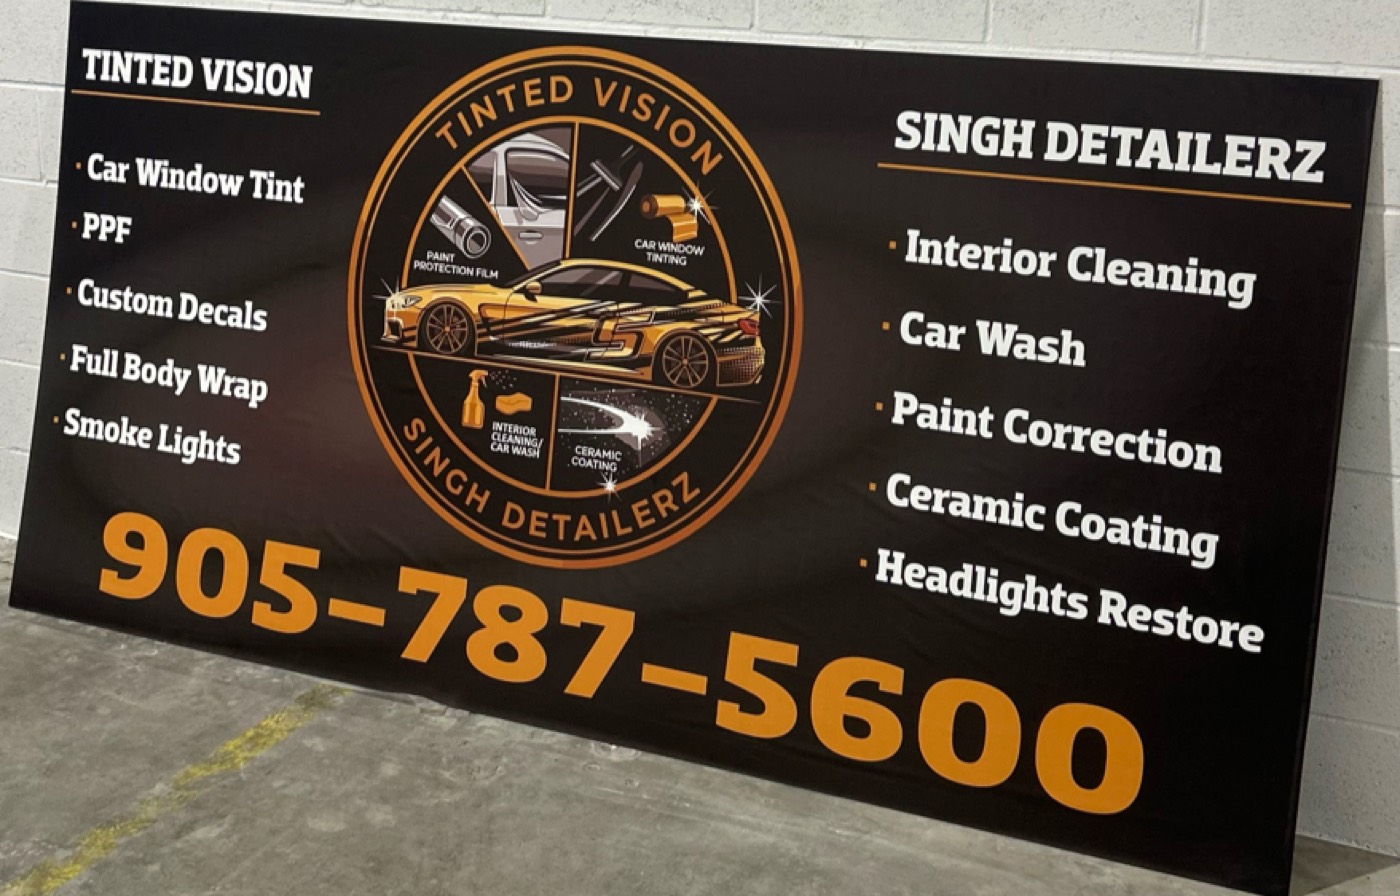 TINTED VISION
· Car Window Tint
· PPF
· Custom Decals
· Full Body Wrap
· Smoke Lights
TINTED VISION
PAINT
PROTECTION FILM
CAR WINDOW
TINTING
INTERIOR
CLEANING/
CAR WASH
CERAMIC
COATING
SINGH DETAILERZ
SINGH DETAILERZ
· Interior Cleaning
· Car Wash
· Paint Correction
· Ceramic Coating
· Headlights Restore
905-787-5600